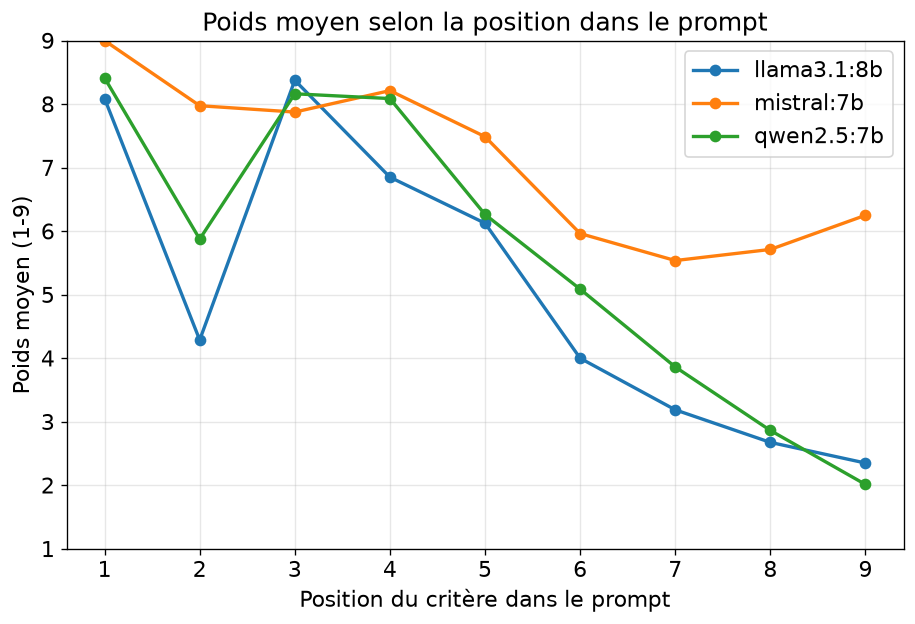 Poids moyen selon la position dans le prompt
llama3.1:8b
mistral:7b
qwen2.5:7b
Poids moyen (1-9)
9
8
7
6
5
4
3
2
1
1 2 3 4 5 6 7 8 9
Position du critère dans le prompt